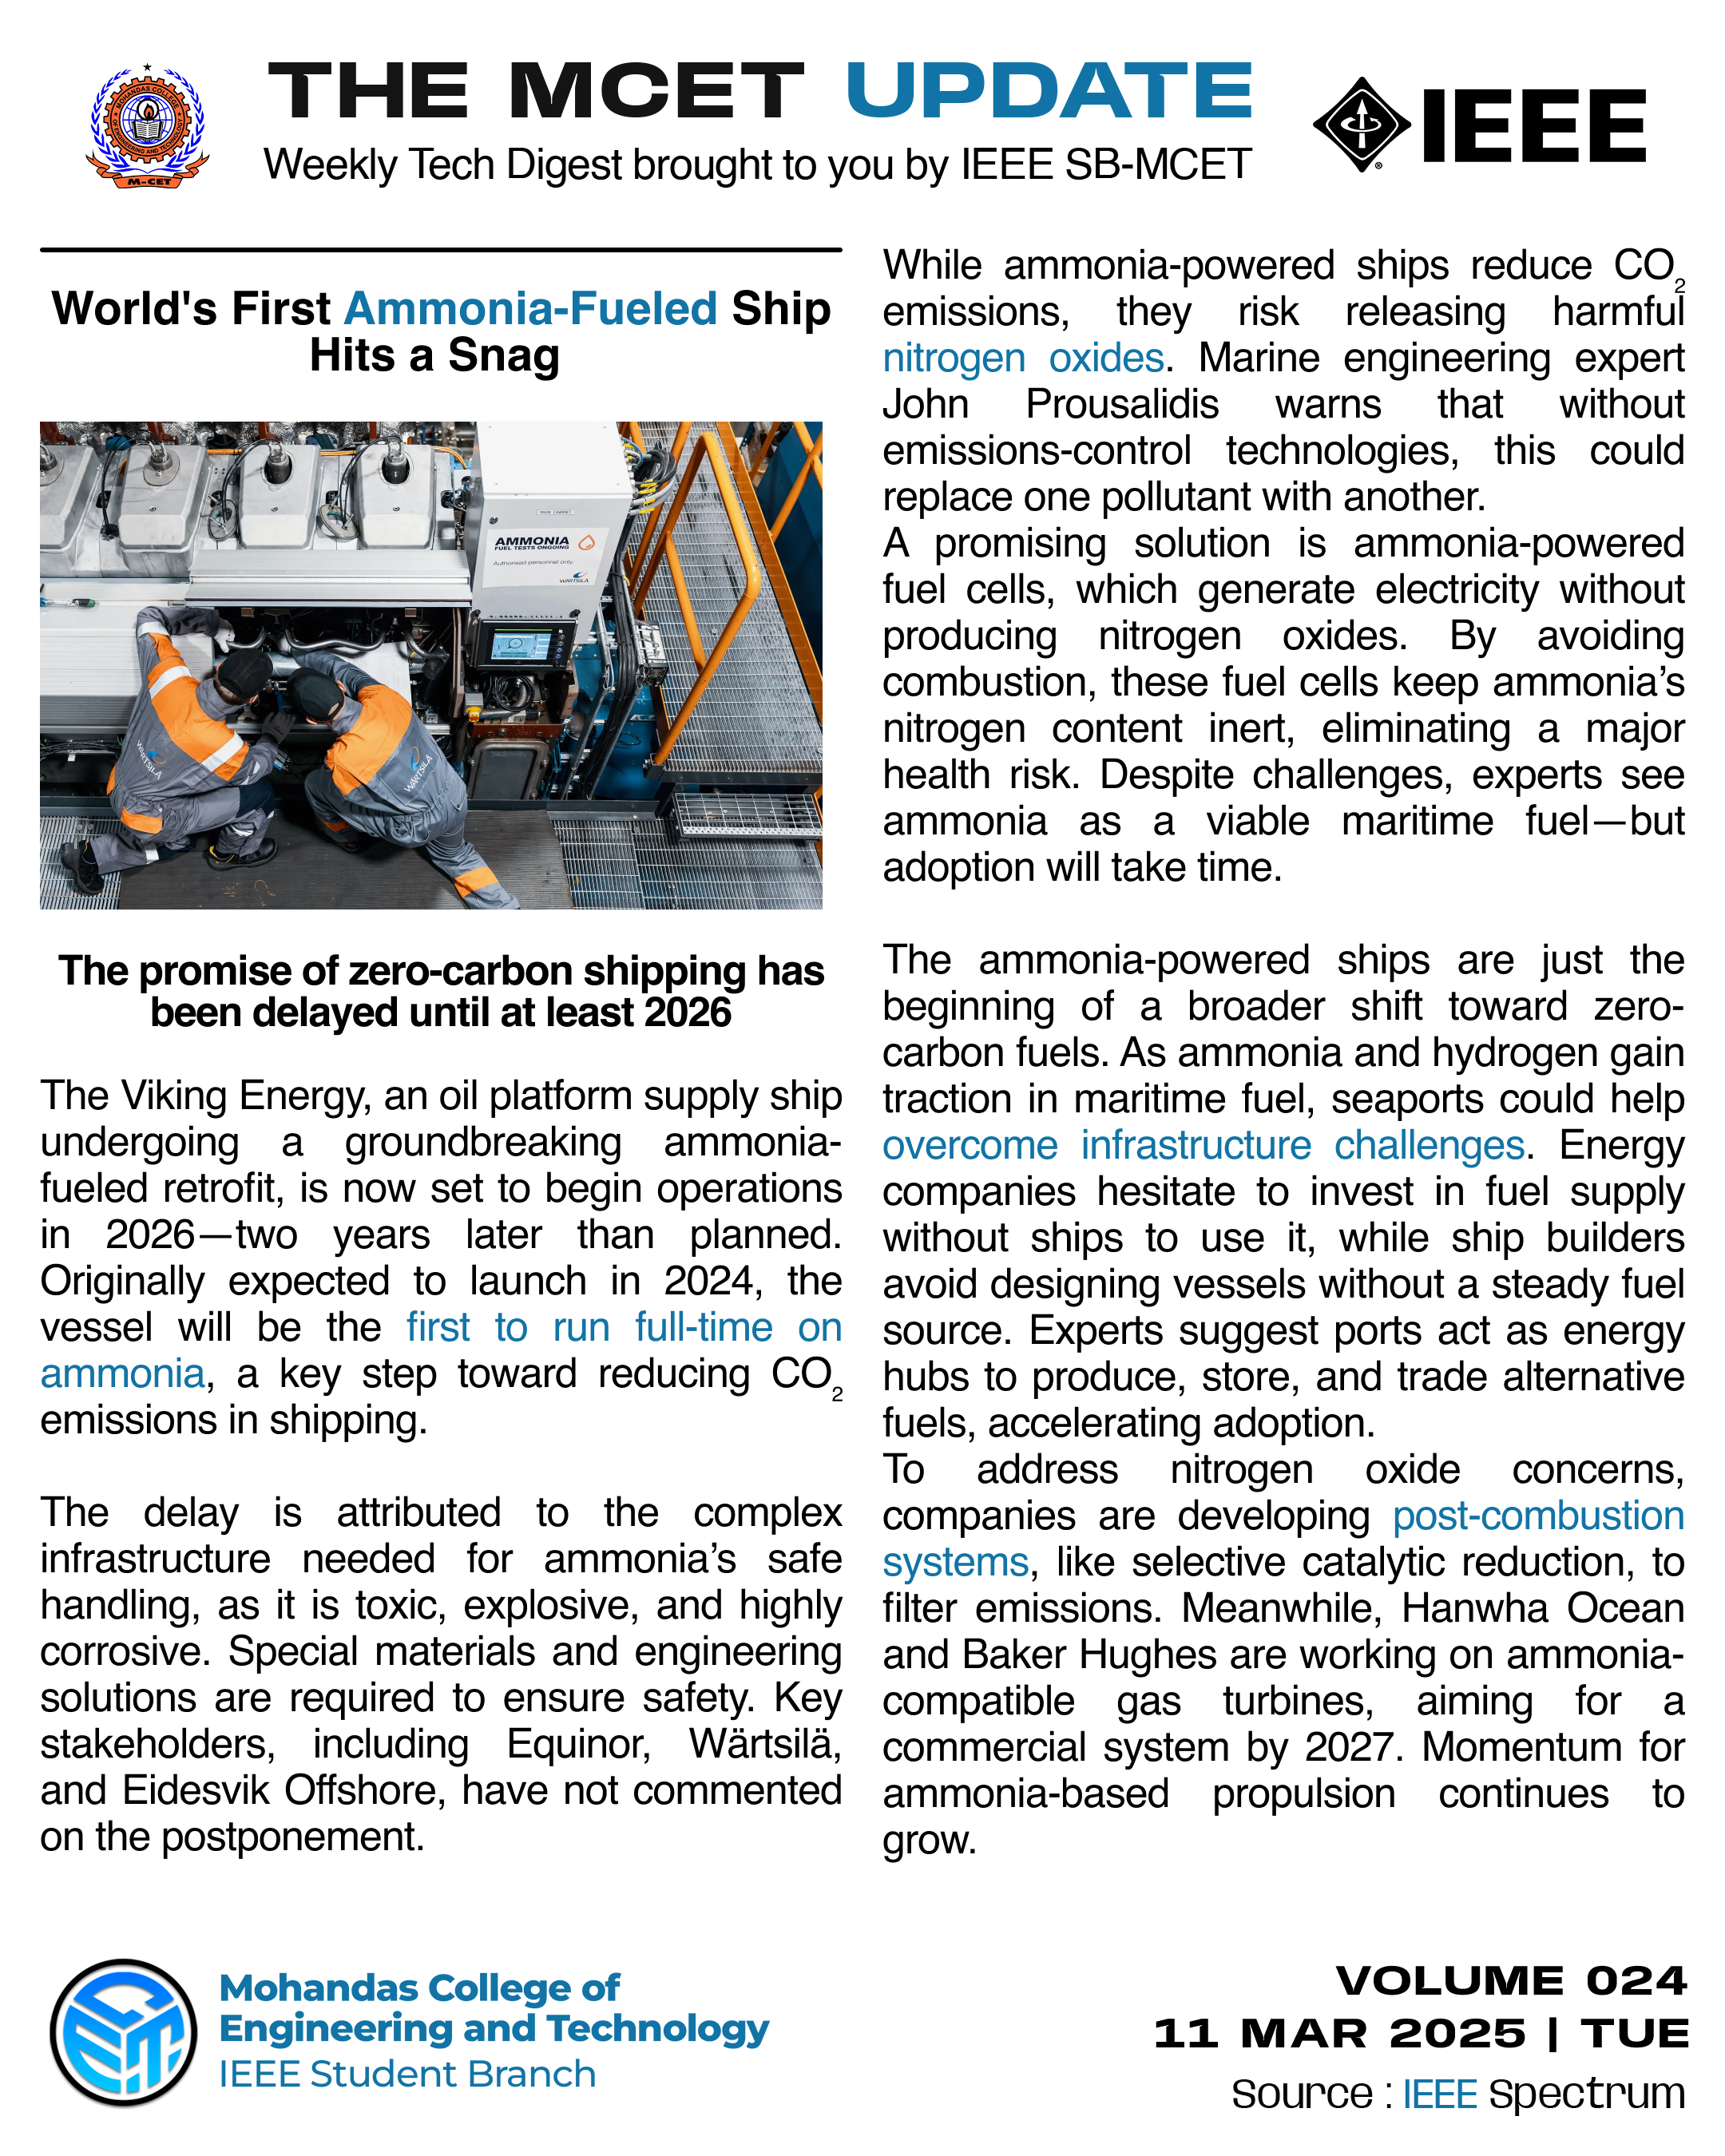 MOHANDAS COLLEGE
OF ENGINEERING AND TECHNOLOGY
M-CET
THE MCET UPDATE
Weekly Tech Digest brought to you by IEEE SB-MCET
IEEE
World's First Ammonia-Fueled Ship
Hits a Snag
MAIN CABINET
AMMONIA
FUEL TESTS ONGOING
Authorised personnel only.
WÄRTSILÄ
WÄRTSILÄ
WÄRTSILÄ
The promise of zero-carbon shipping has
been delayed until at least 2026
The Viking Energy, an oil platform supply ship
undergoing a groundbreaking ammonia-
fueled retrofit, is now set to begin operations
in 2026—two years later than planned.
Originally expected to launch in 2024, the
vessel will be the first to run full-time on
ammonia, a key step toward reducing CO₂
emissions in shipping.
The delay is attributed to the complex
infrastructure needed for ammonia’s safe
handling, as it is toxic, explosive, and highly
corrosive. Special materials and engineering
solutions are required to ensure safety. Key
stakeholders, including Equinor, Wärtsilä,
and Eidesvik Offshore, have not commented
on the postponement.
While ammonia-powered ships reduce CO₂
emissions, they risk releasing harmful
nitrogen oxides. Marine engineering expert
John Prousalidis warns that without
emissions-control technologies, this could
replace one pollutant with another.
A promising solution is ammonia-powered
fuel cells, which generate electricity without
producing nitrogen oxides. By avoiding
combustion, these fuel cells keep ammonia’s
nitrogen content inert, eliminating a major
health risk. Despite challenges, experts see
ammonia as a viable maritime fuel—but
adoption will take time.
The ammonia-powered ships are just the
beginning of a broader shift toward zero-
carbon fuels. As ammonia and hydrogen gain
traction in maritime fuel, seaports could help
overcome infrastructure challenges. Energy
companies hesitate to invest in fuel supply
without ships to use it, while ship builders
avoid designing vessels without a steady fuel
source. Experts suggest ports act as energy
hubs to produce, store, and trade alternative
fuels, accelerating adoption.
To address nitrogen oxide concerns,
companies are developing post-combustion
systems, like selective catalytic reduction, to
filter emissions. Meanwhile, Hanwha Ocean
and Baker Hughes are working on ammonia-
compatible gas turbines, aiming for a
commercial system by 2027. Momentum for
ammonia-based propulsion continues to
grow.
Mohandas College of
Engineering and Technology
IEEE Student Branch
VOLUME 024
11 MAR 2025 | TUE
Source : IEEE Spectrum